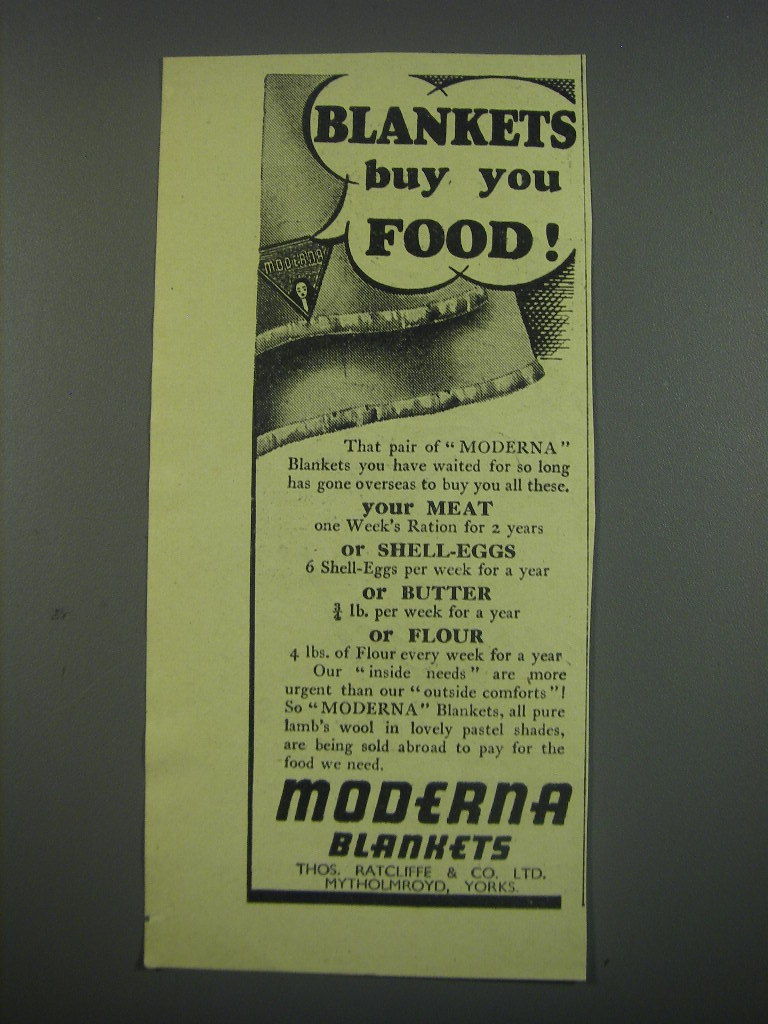 BLANKETS
buy you
FOOD!
MODERNA
That pair of "MODERNA"
Blankets you have waited for so long
has gone overseas to buy you all these.
your MEAT
one Week's Ration for 2 years
or SHELL-EGGS
6 Shell-Eggs per week for a year
or BUTTER
¾ lb. per week for a year
or FLOUR
4 lbs. of Flour every week for a year
Our "inside needs" are more
urgent than our "outside comforts"!
So "MODERNA" Blankets, all pure
lamb's wool in lovely pastel shades,
are being sold abroad to pay for the
food we need.
MODERNA
BLANKETS
THOS. RATCLIFFE & CO. LTD.
MYTHOLMROYD, YORKS.